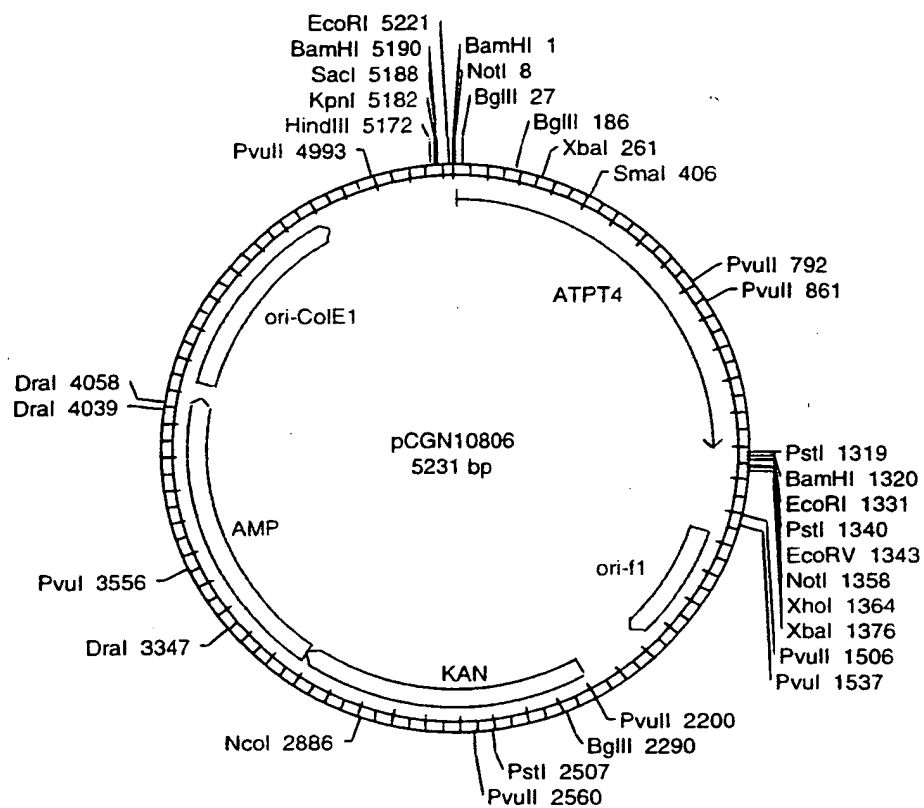 EcoRI 5221
BamHI 5190
SacI 5188
KpnI 5182
HindIII 5172
PvuII 4993
BamHI 1
NotI 8
BglII 27
BglII 186
XbaI 261
SmaI 406
PvuII 792
PvuII 861
ATPT4
ori-ColE1
DraI 4058
DraI 4039
pCGN10806
5231 bp
PstI 1319
BamHI 1320
EcoRI 1331
PstI 1340
EcoRV 1343
NotI 1358
XhoI 1364
XbaI 1376
PvuII 1506
PvuI 1537
AMP
ori-f1
PvuI 3556
DraI 3347
KAN
NcoI 2886
PvuII 2200
BglII 2290
PstI 2507
PvuII 2560